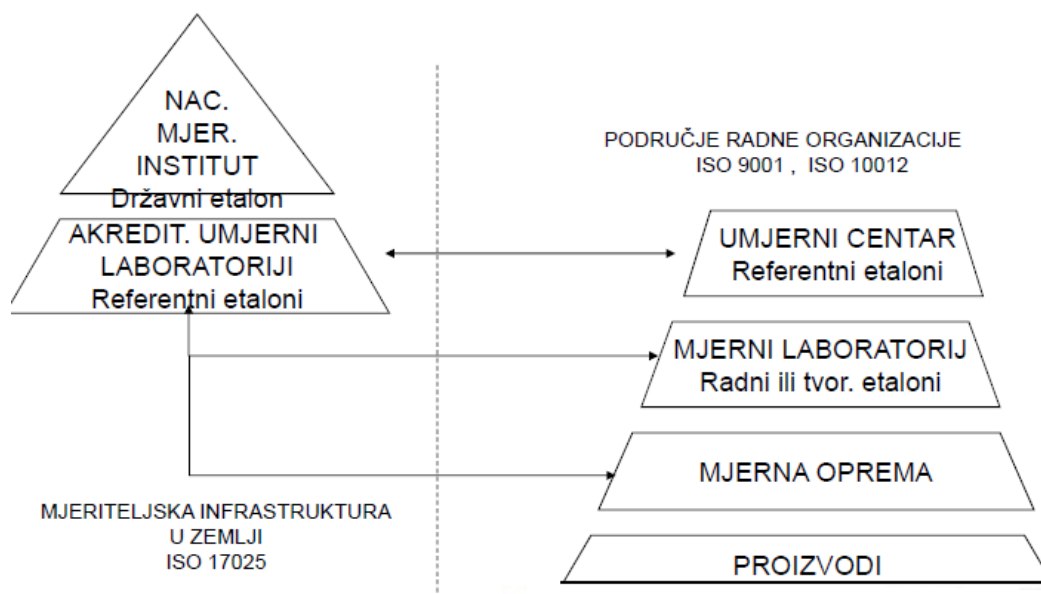 NAC.
MJER.
INSTITUT
Državni etalon
AKREDIT. UMJERNI
LABORATORIJI
Referentni etaloni
MJERITELJSKA INFRASTRUKTURA
U ZEMLJI
ISO 17025
PODRUČJE RADNE ORGANIZACIJE
ISO 9001 , ISO 10012
UMJERNI CENTAR
Referentni etaloni
MJERNI LABORATORIJ
Radni ili tvor. etaloni
MJERNA OPREMA
PROIZVODI